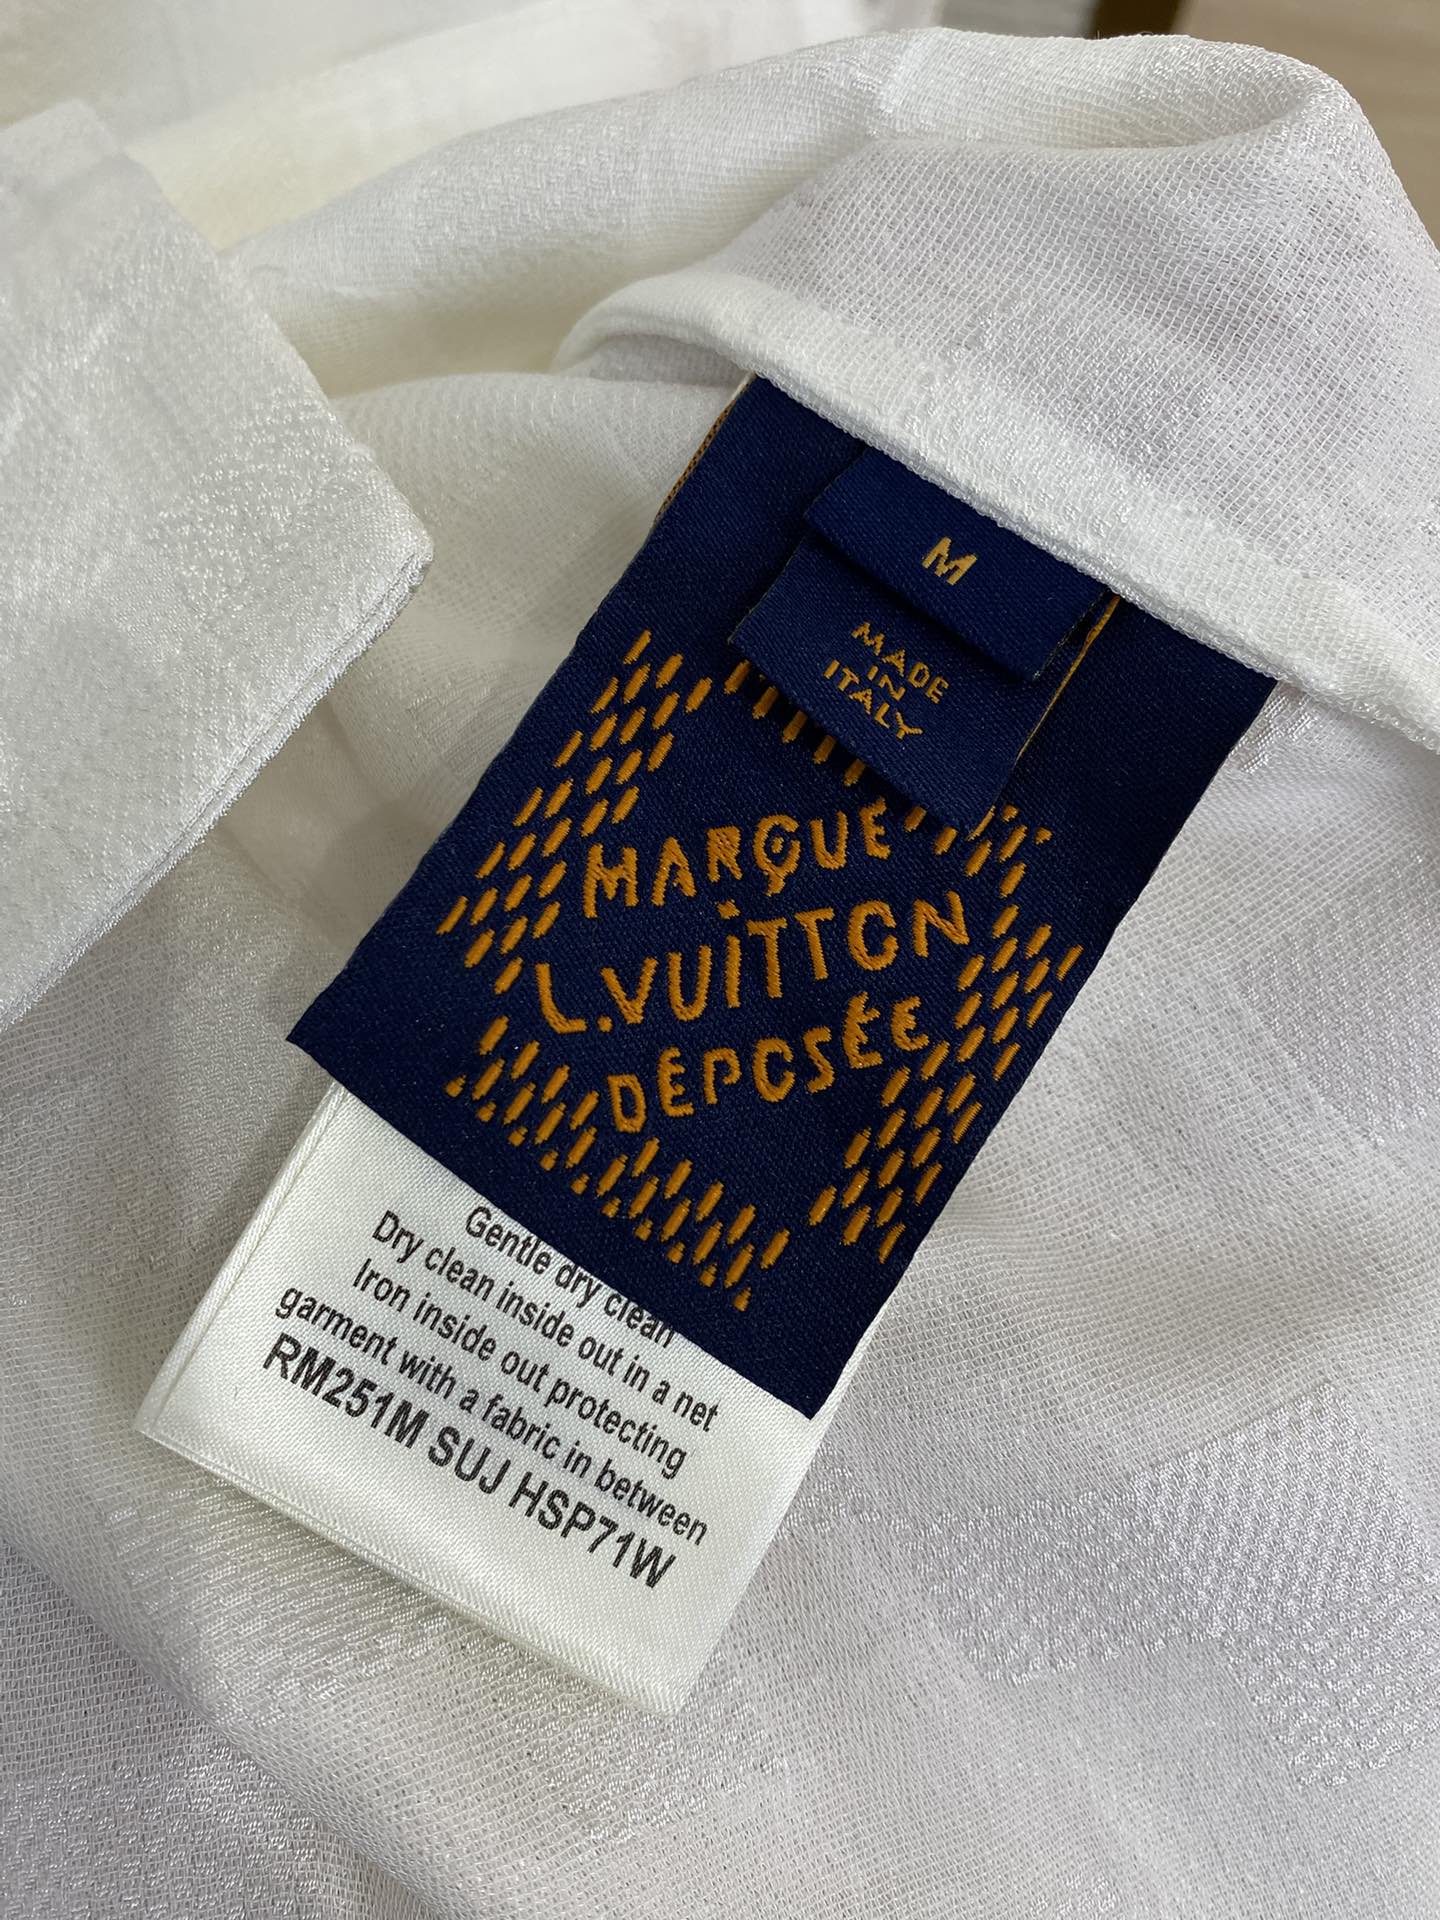 M
MADE
IN
ITALY
MARQUE
L.VUITTON
DÉPOSÉE
Gentle dry clean
Dry clean inside out in a net
Iron inside out protecting
garment with a fabric in between
RM251M SUJ HSP71W